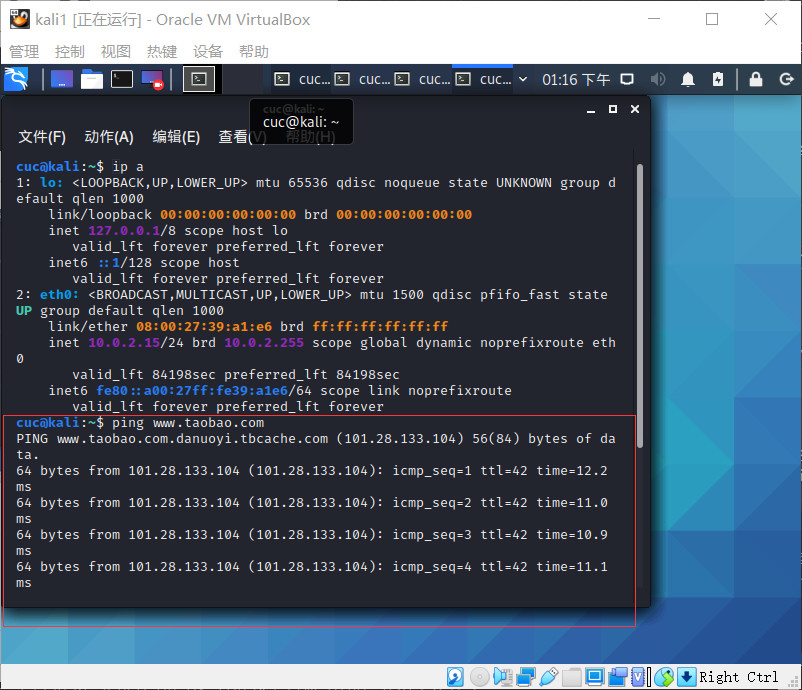 kali1 [正在运行] - Oracle VM VirtualBox
管理 控制 视图 热键 设备 帮助
cuc... cuc... cuc... cuc... 01:16 下午
cuc@kali: ~
cuc@kali: ~
文件(F) 动作(A) 编辑(E) 查看(V) 帮助(H)
cuc@kali:~$ ip a
1: lo: <LOOPBACK,UP,LOWER_UP> mtu 65536 qdisc noqueue state UNKNOWN group d
efault qlen 1000
link/loopback 00:00:00:00:00:00 brd 00:00:00:00:00:00
inet 127.0.0.1/8 scope host lo
valid_lft forever preferred_lft forever
inet6 ::1/128 scope host
valid_lft forever preferred_lft forever
2: eth0: <BROADCAST,MULTICAST,UP,LOWER_UP> mtu 1500 qdisc pfifo_fast state
UP group default qlen 1000
link/ether 08:00:27:39:a1:e6 brd ff:ff:ff:ff:ff:ff
inet 10.0.2.15/24 brd 10.0.2.255 scope global dynamic noprefixroute eth
0
valid_lft 84198sec preferred_lft 84198sec
inet6 fe80::a00:27ff:fe39:a1e6/64 scope link noprefixroute
valid_lft forever preferred_lft forever
cuc@kali:~$ ping www.taobao.com
PING www.taobao.com.danuoyi.tbcache.com (101.28.133.104) 56(84) bytes of da
ta.
64 bytes from 101.28.133.104 (101.28.133.104): icmp_seq=1 ttl=42 time=12.2
ms
64 bytes from 101.28.133.104 (101.28.133.104): icmp_seq=2 ttl=42 time=11.0
ms
64 bytes from 101.28.133.104 (101.28.133.104): icmp_seq=3 ttl=42 time=10.9
ms
64 bytes from 101.28.133.104 (101.28.133.104): icmp_seq=4 ttl=42 time=11.1
ms
Right Ctrl